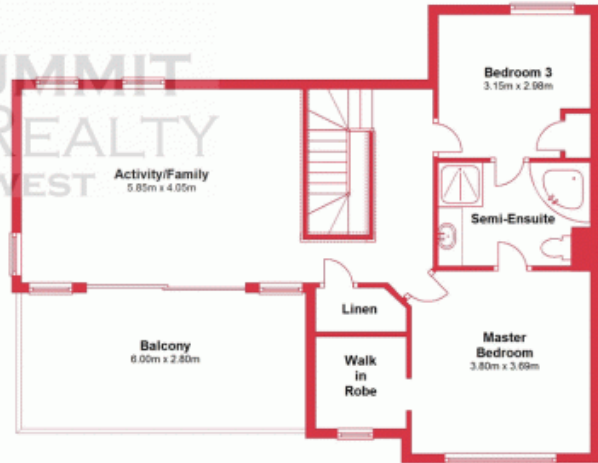 UMMIT
REALTY
WEST
Bedroom 3
3.15m x 2.98m
Activity/Family
5.85m x 4.05m
Semi-Ensuite
Linen
Balcony
6.00m x 2.80m
Walk
in
Robe
Master
Bedroom
3.80m x 3.69m